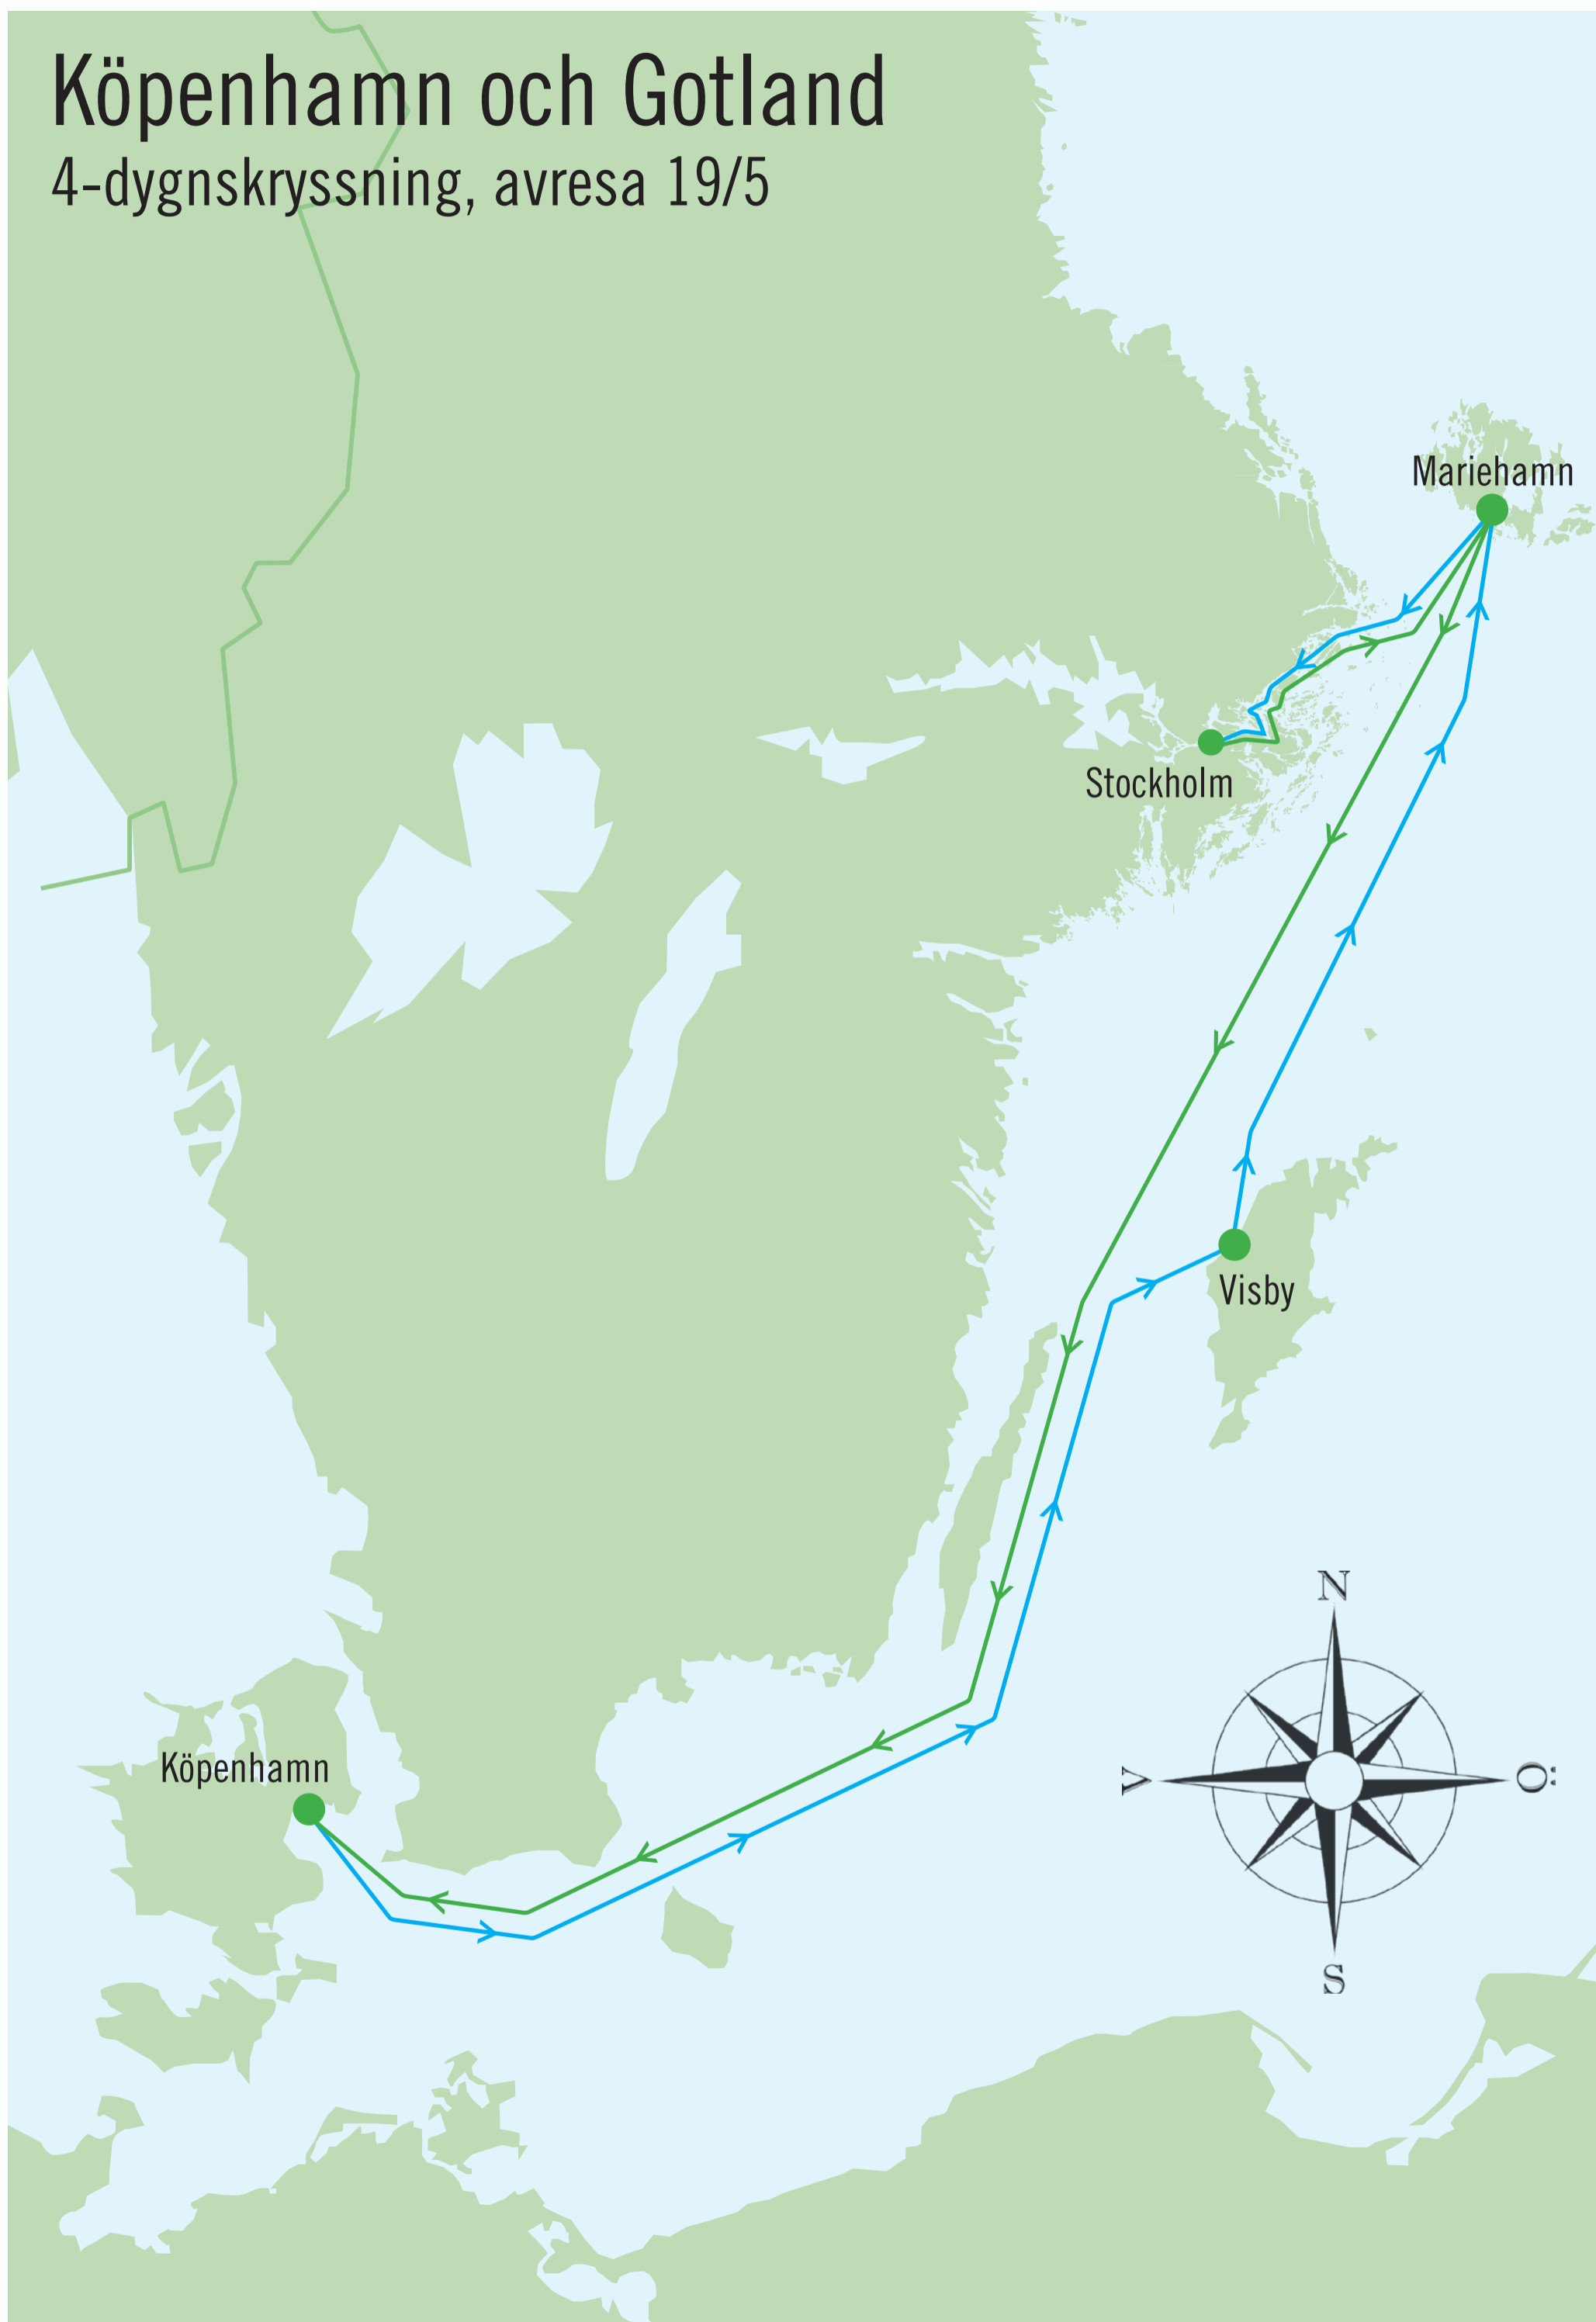 Köpenhamn och Gotland
4-dygnskryssning, avresa 19/5
Mariehamn
Stockholm
Visby
N
V
Ö
S
Köpenhamn